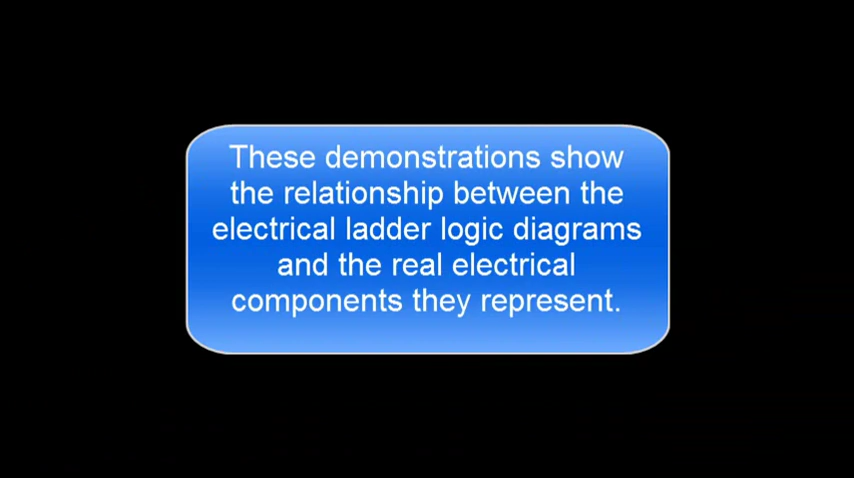 These demonstrations show
the relationship between the
electrical ladder logic diagrams
and the real electrical
components they represent.